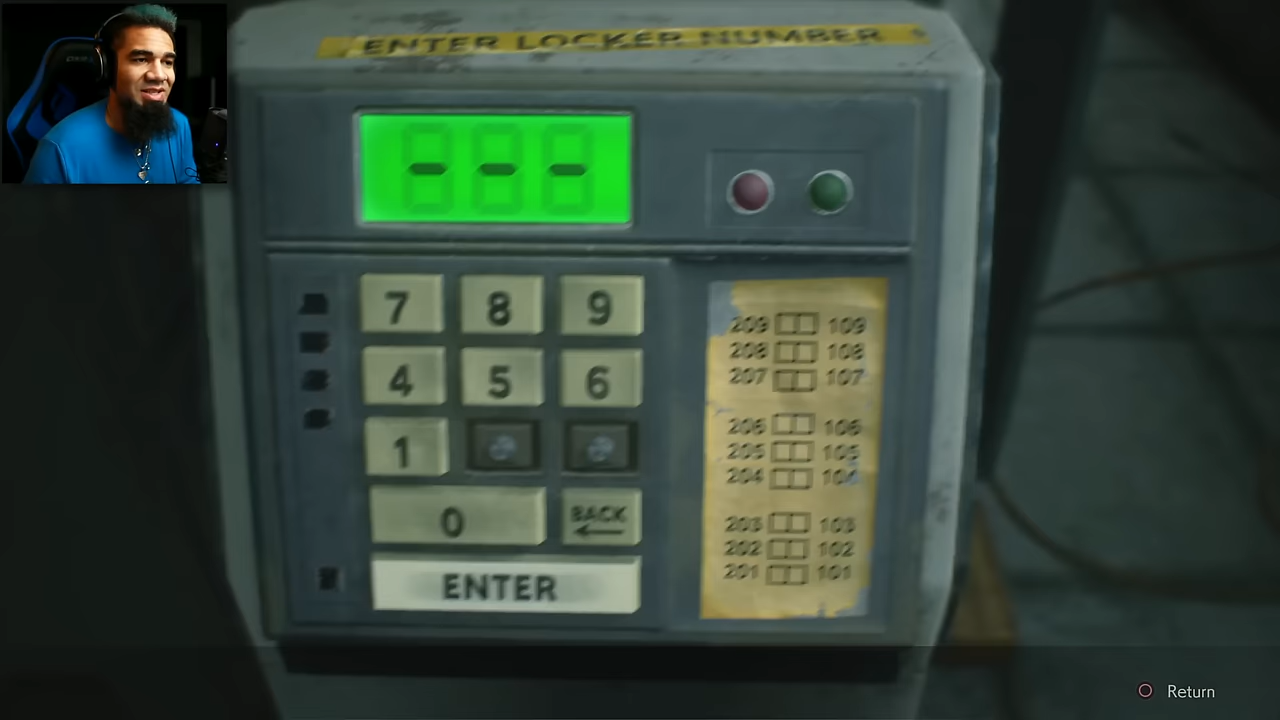 ENTER LOCKER NUMBER
- - -
7 8 9
4 5 6
1
0 BACK
ENTER
209 109
208 108
207 107
206 106
205 105
204 104
203 103
202 102
201 101
Return